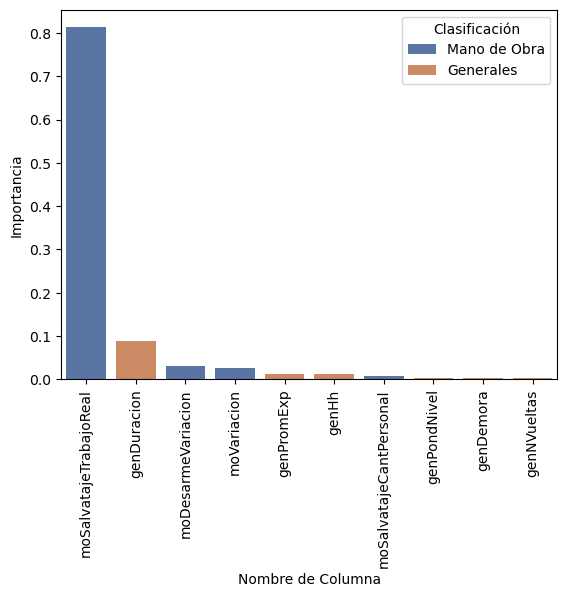 Clasificación
Mano de Obra
Generales
Importancia
0.8
0.7
0.6
0.5
0.4
0.3
0.2
0.1
0.0
moSalvatajeTrabajoReal
genDuracion
moDesarmeVariacion
moVariacion
genPromExp
genHh
moSalvatajeCantPersonal
genPondNivel
genDemora
genNVueltas
Nombre de Columna